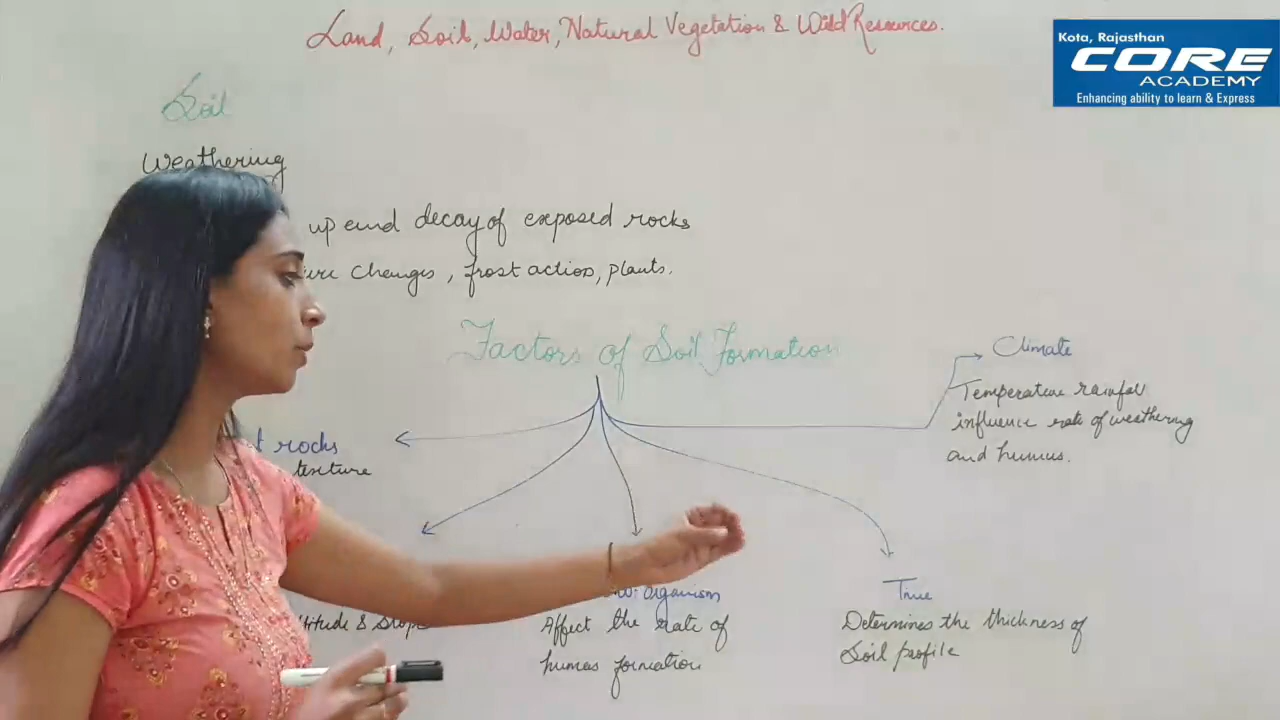 Land, Soil, Water, Natural Vegetation & Wild Resources.
Kota, Rajasthan
CORE
ACADEMY
Enhancing ability to learn & Express
Soil
Weathering
up and decay of exposed rocks
changes, frost action, plants.
Factors of Soil Formation
Climate
Temperature rainfal
influence rate of weathering
and humus.
rocks
texture
& Slope
organism
Affect the rate of
humas formation
Time
Determines the thickness of
Soil profile